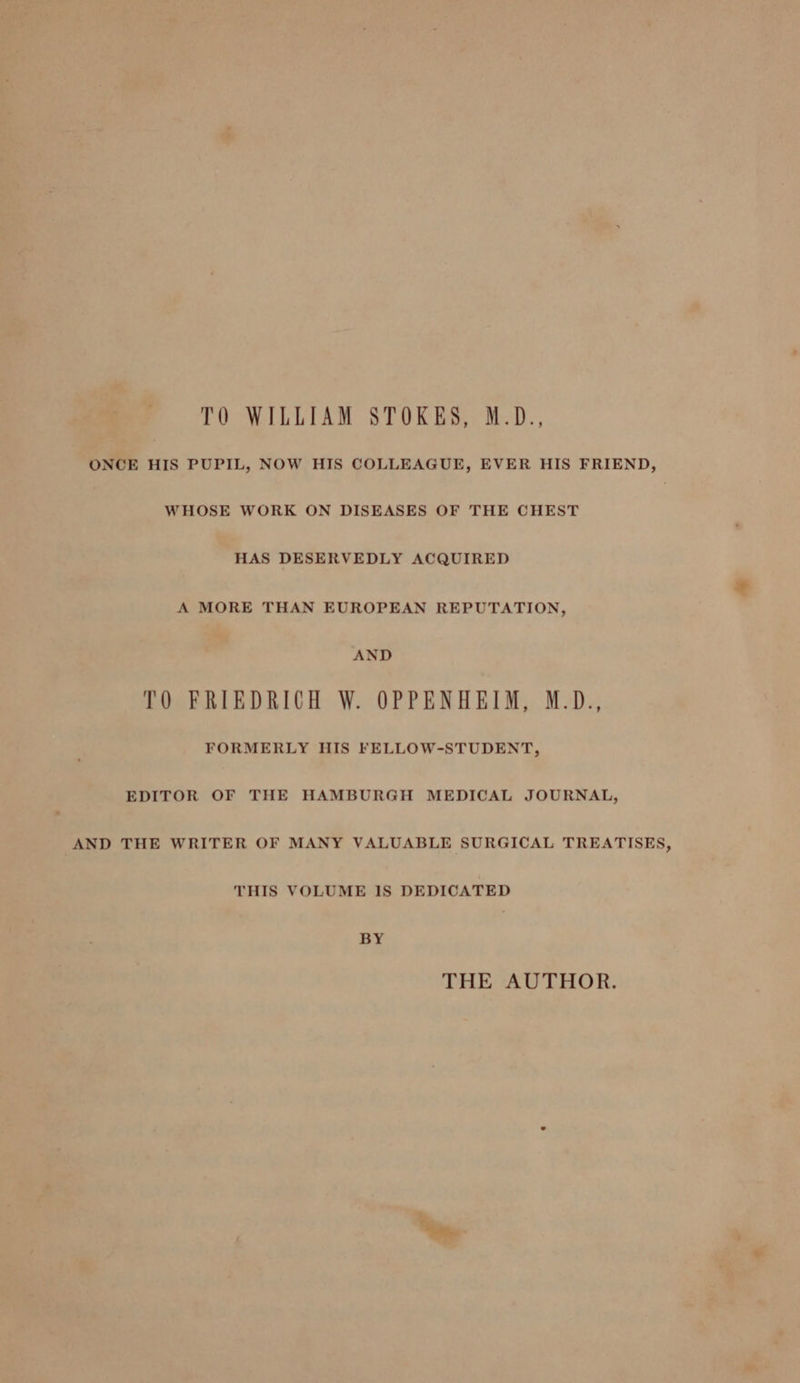 TO WILLIAM STOKES, M.D.,
ONCE HIS PUPIL, NOW HIS COLLEAGUE, EVER HIS FRIEND,
WHOSE WORK ON DISEASES OF THE CHEST
HAS DESERVEDLY ACQUIRED
A MORE THAN EUROPEAN REPUTATION,
AND
TO FRIEDRICH W. OPPENHEIM, M.D.,
FORMERLY HIS FELLOW-STUDENT,
EDITOR OF THE HAMBURGH MEDICAL JOURNAL,
AND THE WRITER OF MANY VALUABLE SURGICAL TREATISES,
THIS VOLUME IS DEDICATED
BY
THE AUTHOR.